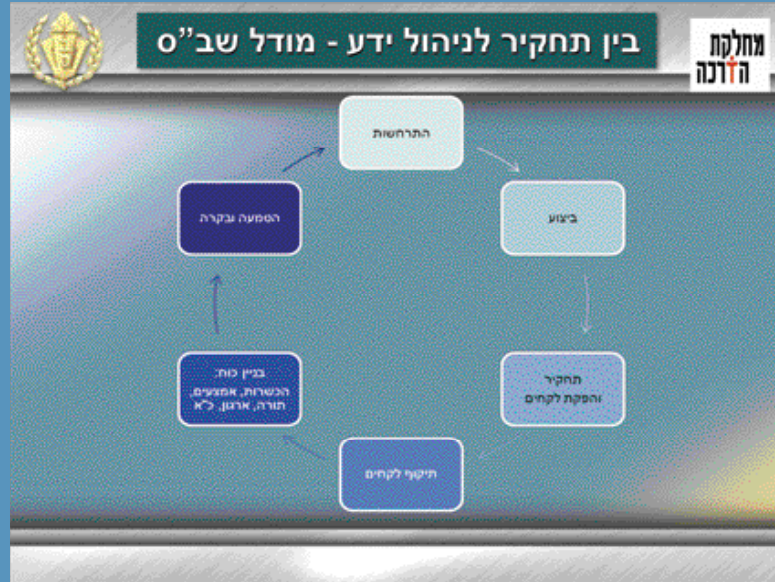 בין תחקיר לניהול ידע - מודל שב"ס
מחלקת
הדרכה
התרחשות
ביצוע
תחקיר
והפקת לקחים
תיקוף לקחים
בניין כוח:
הכשרות, אמצעים,
תורה, ארגון, כ"א
הטמעה ובקרה